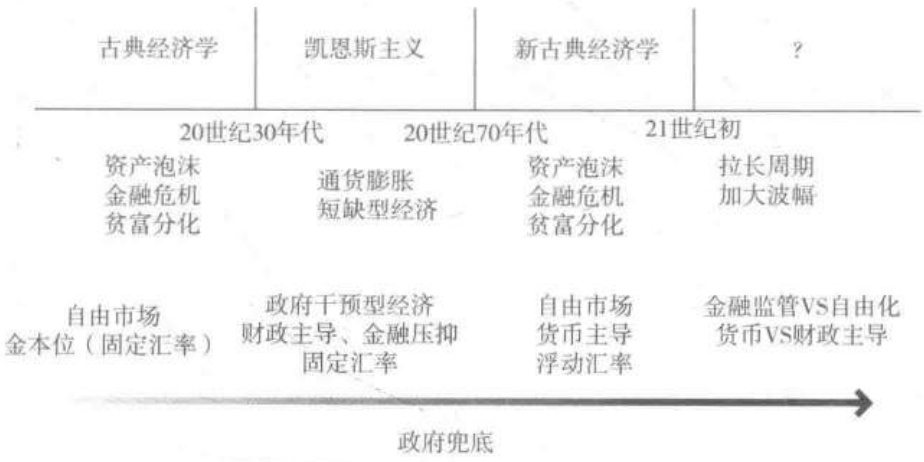 古典经济学 凯恩斯主义 新古典经济学 ?
20世纪30年代 20世纪70年代 21世纪初
资产泡沫
金融危机
贫富分化
通货膨胀
短缺型经济
资产泡沫
金融危机
贫富分化
拉长周期
加大波幅
自由市场
金本位（固定汇率）
政府干预型经济
财政主导、金融压抑
固定汇率
自由市场
货币主导
浮动汇率
金融监管VS自由化
货币VS财政主导
政府兜底